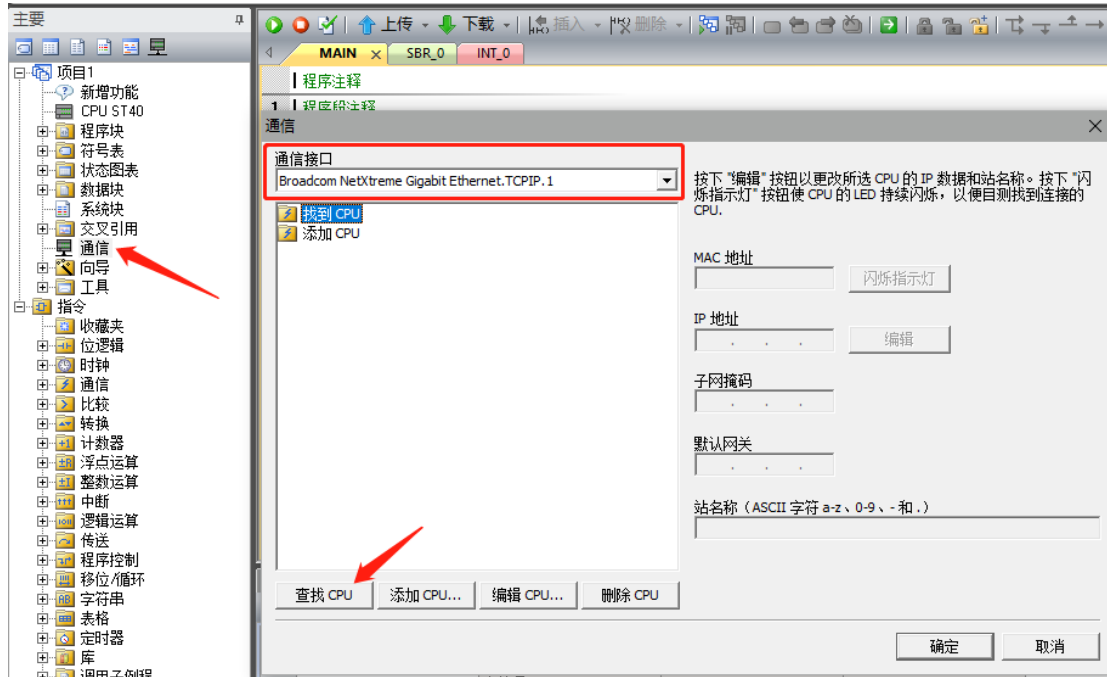 主要
项目1
新增功能
CPU ST40
程序块
符号表
状态图表
数据块
系统块
交叉引用
通信
向导
工具
指令
收藏夹
位逻辑
时钟
通信
比较
转换
计数器
浮点运算
整数运算
中断
逻辑运算
传送
程序控制
移位/循环
字符串
表格
定时器
库
调用子例程
上传
下载
插入
删除
MAIN
SBR_0
INT_0
程序注释
1 程序段注释
通信
通信接口
Broadcom NetXtreme Gigabit Ethernet.TCPIP.1
找到 CPU
添加 CPU
查找 CPU
添加 CPU...
编辑 CPU...
删除 CPU
按下 "编辑" 按钮以更改所选 CPU 的 IP 数据和站名称。按下 "闪
烁指示灯" 按钮使 CPU 的 LED 持续闪烁，以便目测找到连接的
CPU.
MAC 地址
闪烁指示灯
IP 地址
编辑
子网掩码
默认网关
站名称（ASCII 字符 a-z、0-9、- 和 .）
确定
取消